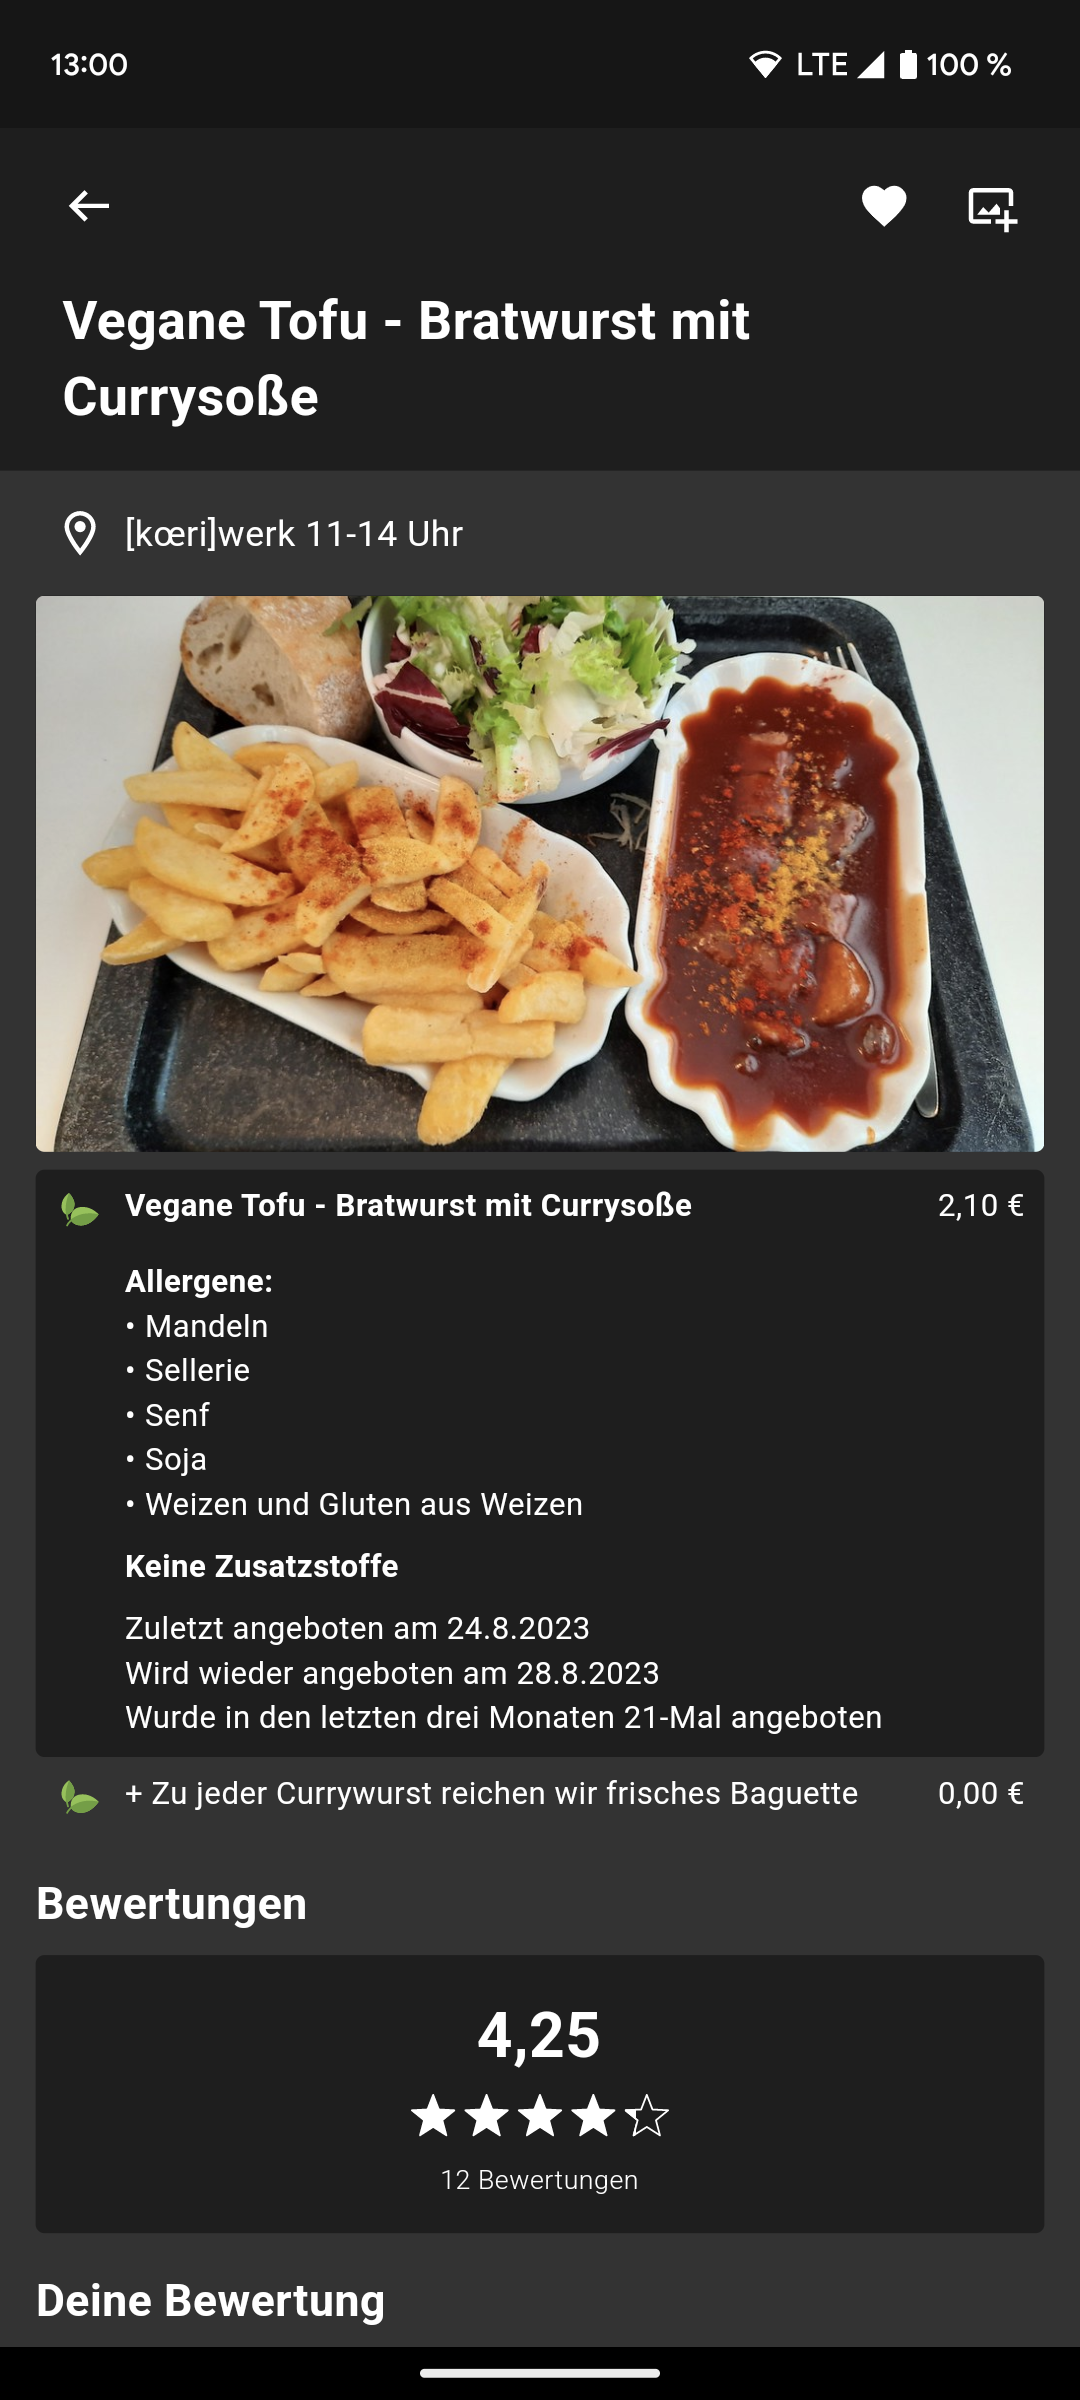 13:00 LTE 100 %
Vegane Tofu - Bratwurst mit
Currysoße
[kœri]werk 11-14 Uhr
Vegane Tofu - Bratwurst mit Currysoße 2,10 €
Allergene:
• Mandeln
• Sellerie
• Senf
• Soja
• Weizen und Gluten aus Weizen
Keine Zusatzstoffe
Zuletzt angeboten am 24.8.2023
Wird wieder angeboten am 28.8.2023
Wurde in den letzten drei Monaten 21-Mal angeboten
+ Zu jeder Currywurst reichen wir frisches Baguette 0,00 €
Bewertungen
4,25
12 Bewertungen
Deine Bewertung